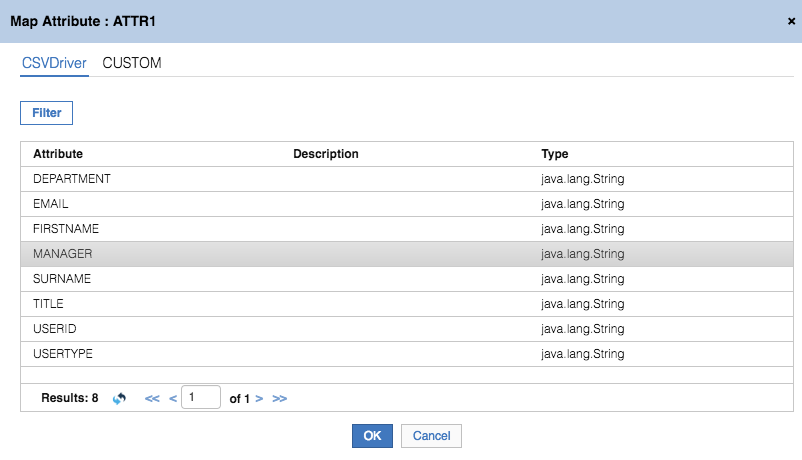 Map Attribute : ATTR1 ×
CSVDriver CUSTOM
Filter
Attribute Description Type
DEPARTMENT java.lang.String
EMAIL java.lang.String
FIRSTNAME java.lang.String
MANAGER java.lang.String
SURNAME java.lang.String
TITLE java.lang.String
USERID java.lang.String
USERTYPE java.lang.String
Results: 8 << < 1 of 1 > >>
OK Cancel